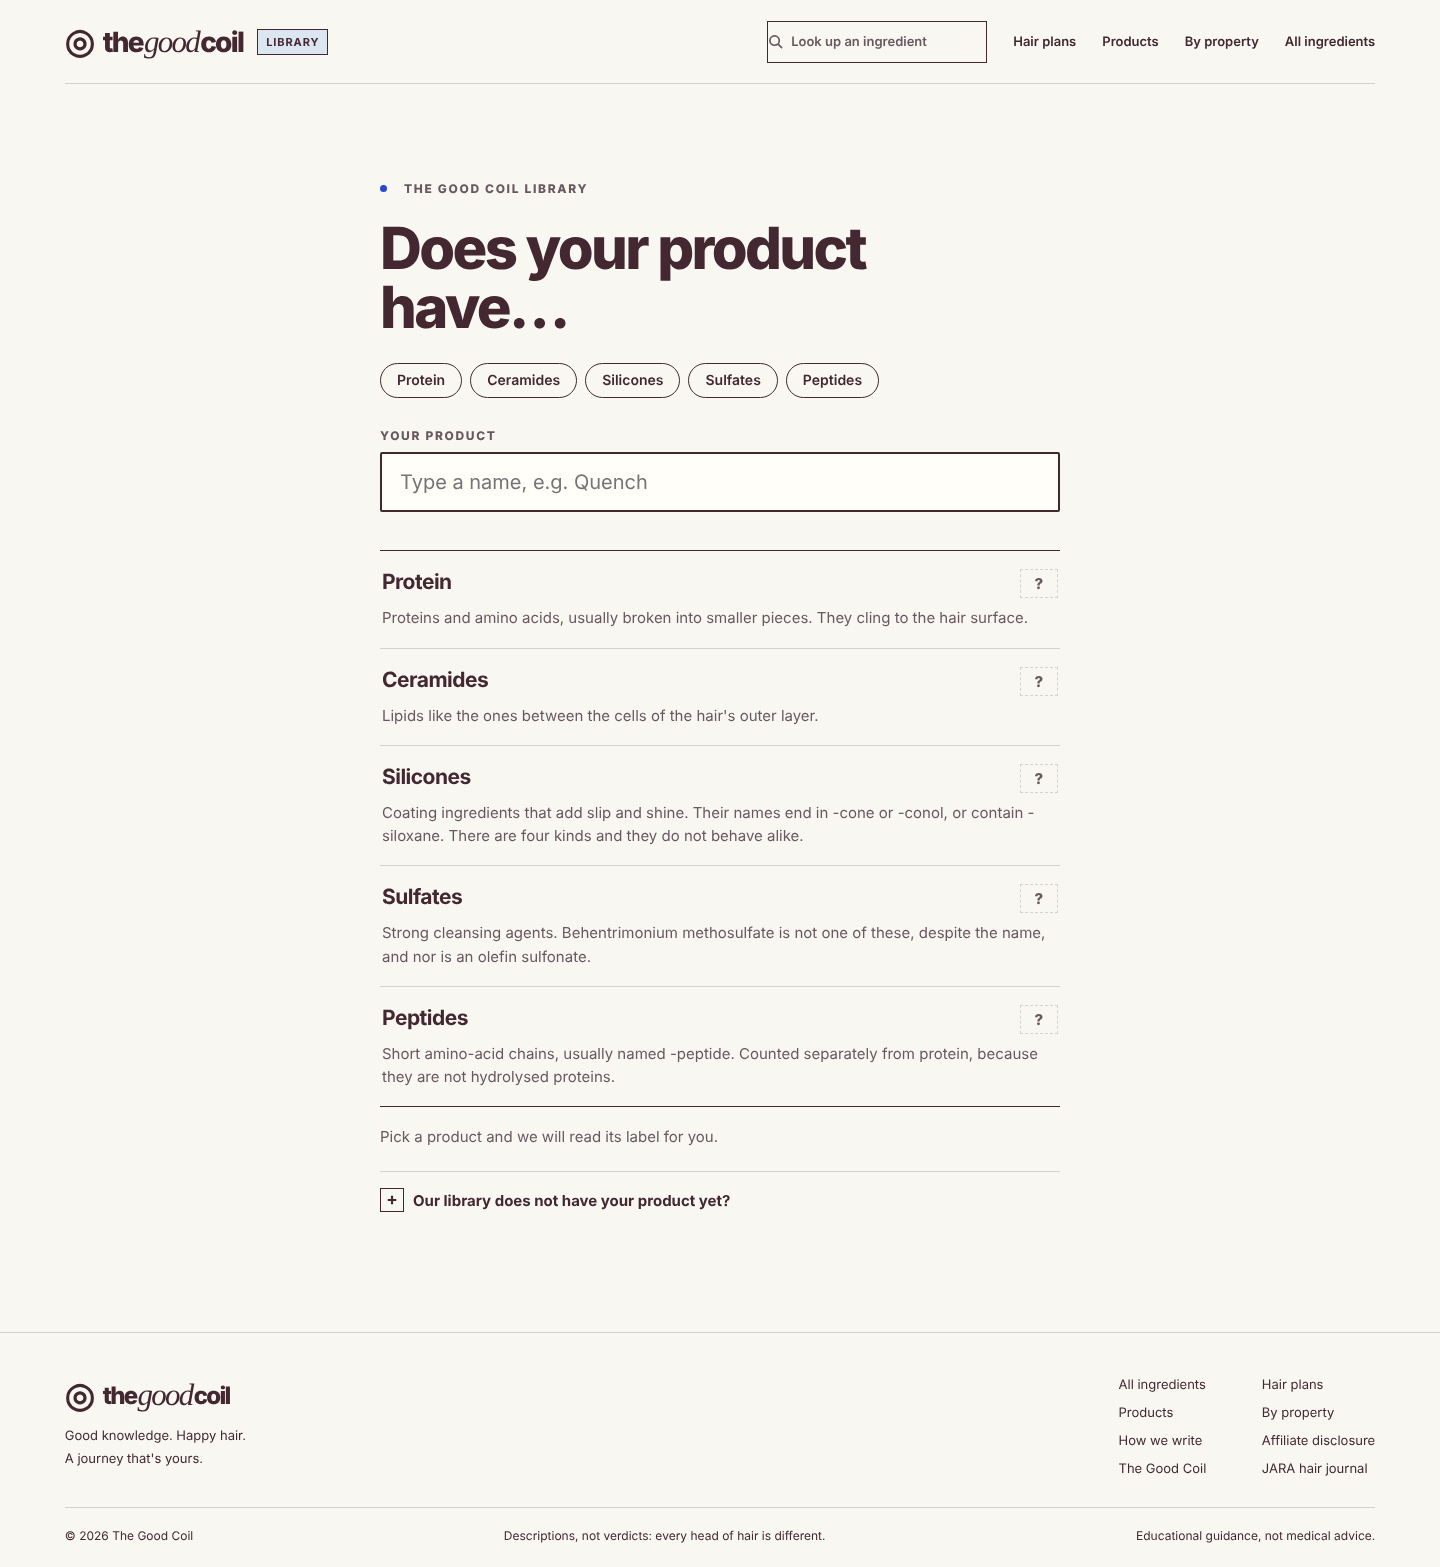 thegoodcoil LIBRARY
Look up an ingredient
Hair plans Products By property All ingredients
THE GOOD COIL LIBRARY
Does your product
have…
Protein Ceramides Silicones Sulfates Peptides
YOUR PRODUCT
Type a name, e.g. Quench
Protein ?
Proteins and amino acids, usually broken into smaller pieces. They cling to the hair surface.
Ceramides ?
Lipids like the ones between the cells of the hair's outer layer.
Silicones ?
Coating ingredients that add slip and shine. Their names end in -cone or -conol, or contain -
siloxane. There are four kinds and they do not behave alike.
Sulfates ?
Strong cleansing agents. Behentrimonium methosulfate is not one of these, despite the name,
and nor is an olefin sulfonate.
Peptides ?
Short amino-acid chains, usually named -peptide. Counted separately from protein, because
they are not hydrolysed proteins.
Pick a product and we will read its label for you.
+ Our library does not have your product yet?
thegoodcoil
Good knowledge. Happy hair.
A journey that's yours.
All ingredients Hair plans
Products By property
How we write Affiliate disclosure
The Good Coil JARA hair journal
© 2026 The Good Coil
Descriptions, not verdicts: every head of hair is different.
Educational guidance, not medical advice.